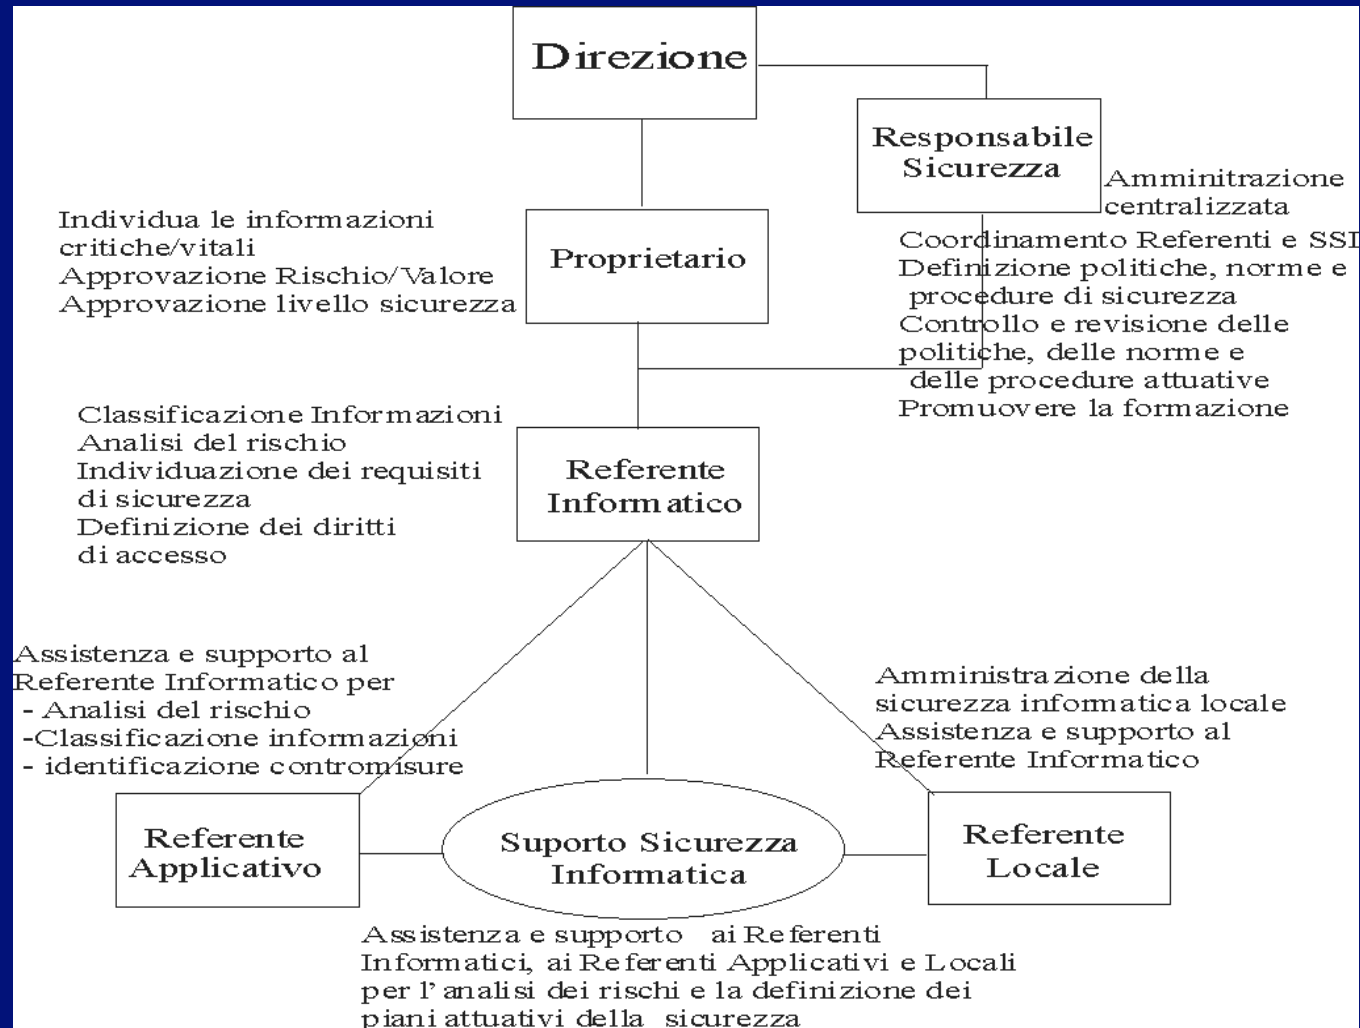 Direzione
Responsabile
Sicurezza
Amminitrazione
centralizzata
Coordinamento Referenti e SSI
Definizione politiche, norme e
procedure di sicurezza
Controllo e revisione delle
politiche, delle norme e
delle procedure attuative
Promuovere la formazione
Individua le informazioni
critiche/vitali
Approvazione Rischio/Valore
Approvazione livello sicurezza
Proprietario
Classificazione Informazioni
Analisi del rischio
Individuazione dei requisiti
di sicurezza
Definizione dei diritti
di accesso
Referente
Informatico
Assistenza e supporto al
Referente Informatico per
- Analisi del rischio
-Classificazione informazioni
- identificazione contromisure
Amministrazione della
sicurezza informatica locale
Assistenza e supporto al
Referente Informatico
Referente
Applicativo
Suporto Sicurezza
Informatica
Referente
Locale
Assistenza e supporto ai Referenti
Informatici, ai Referenti Applicativi e Locali
per l'analisi dei rischi e la definizione dei
piani attuativi della sicurezza